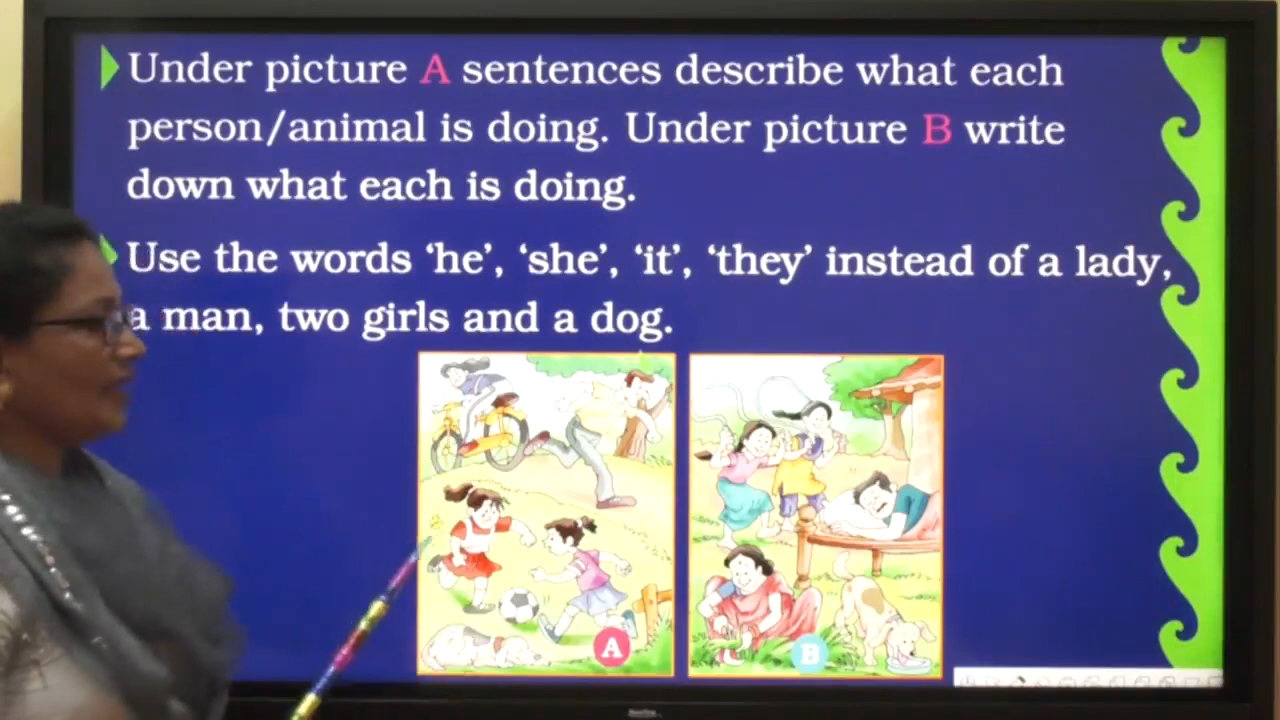 Under picture A sentences describe what each
person/animal is doing. Under picture B write
down what each is doing.
Use the words ‘he’, ‘she’, ‘it’, ‘they’ instead of a lady,
a man, two girls and a dog.
A
B